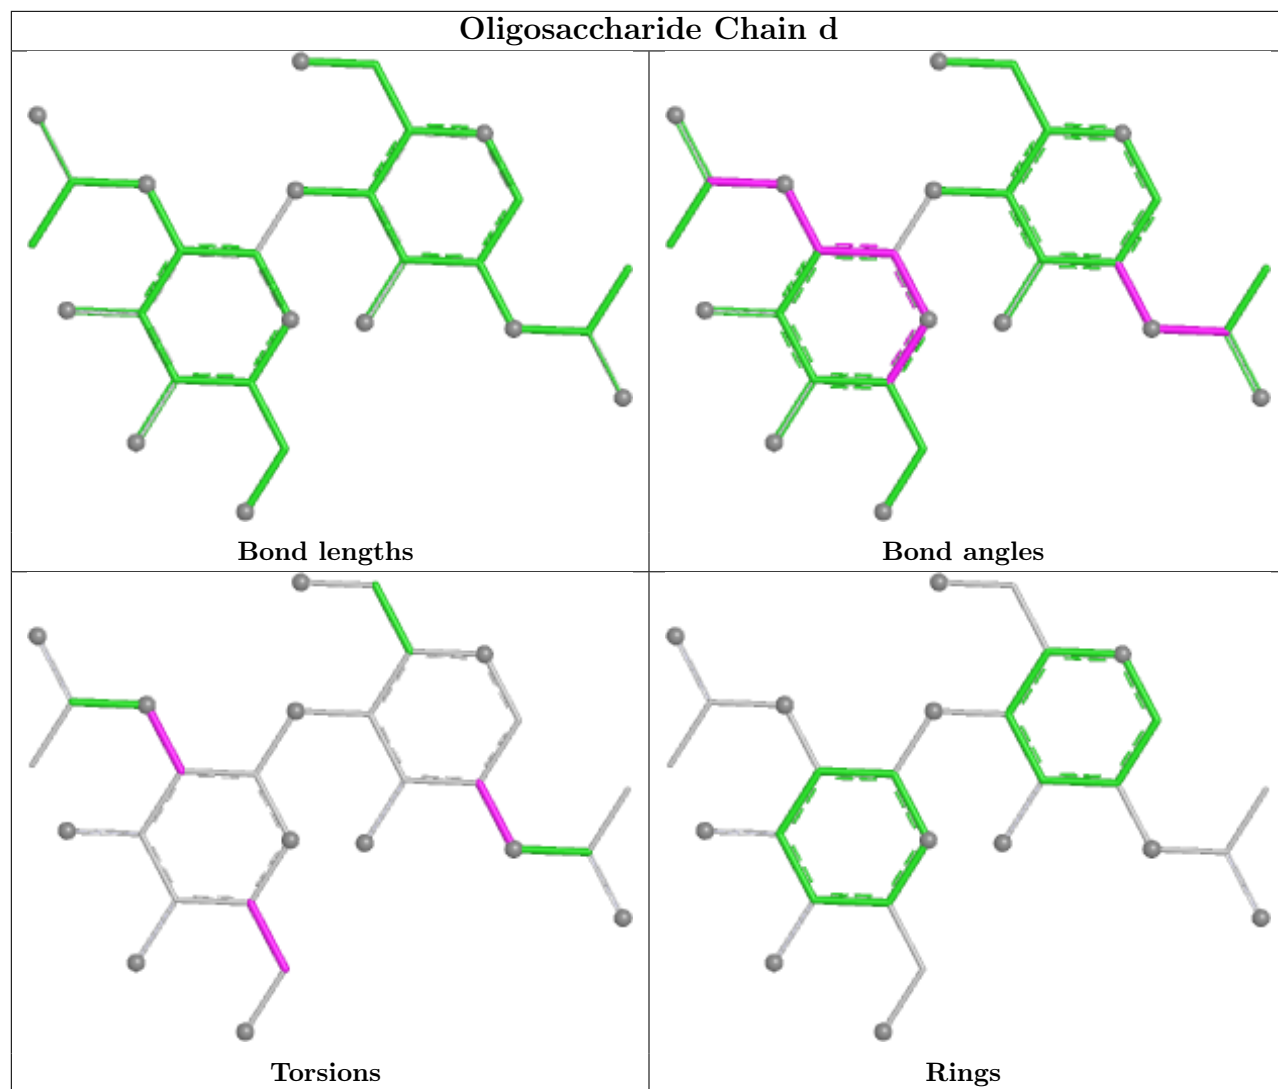 Oligosaccharide Chain d
Bond lengths
Bond angles
Torsions
Rings